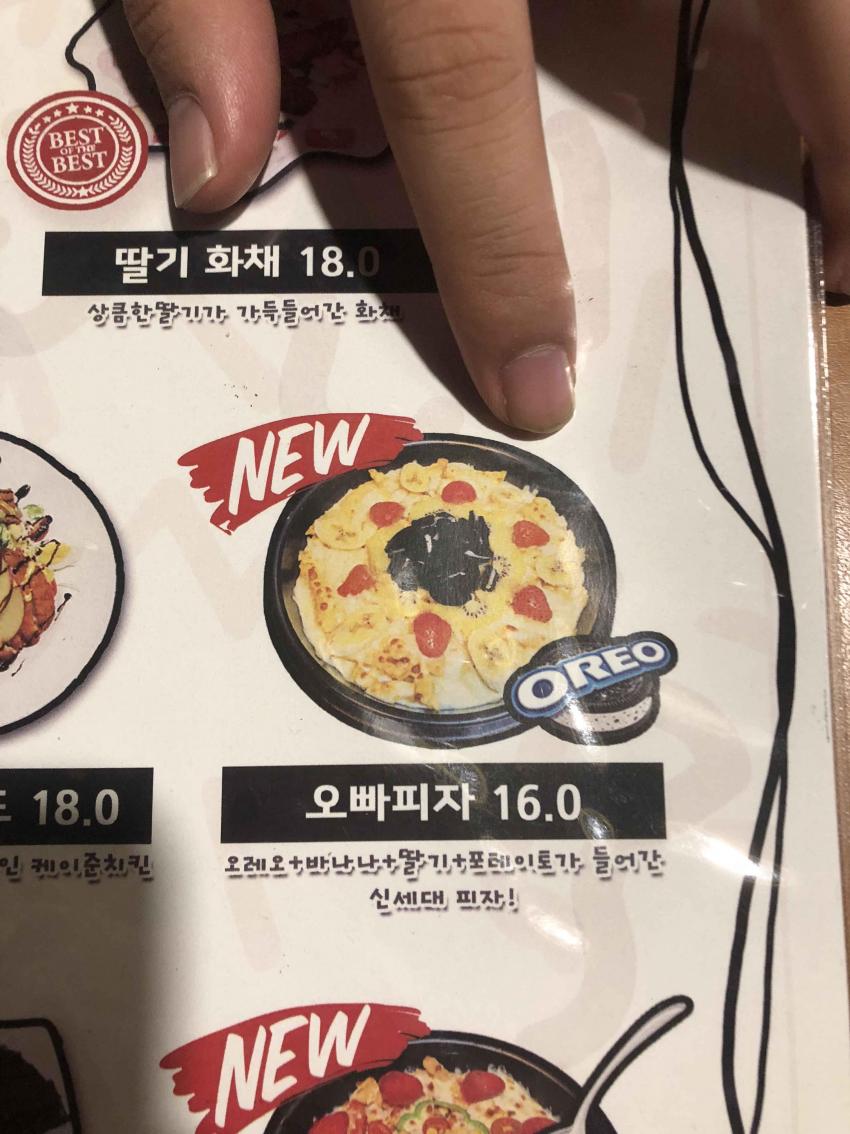 BEST
OF THE
BEST
딸기 화채 18.0
상큼한딸기가 가득들어간 화채
NEW
OREO
18.0
오빠피자 16.0
인 케이준치킨
오레오+바나나+딸기+포테이토가 들어간
신세대 피자!
NEW